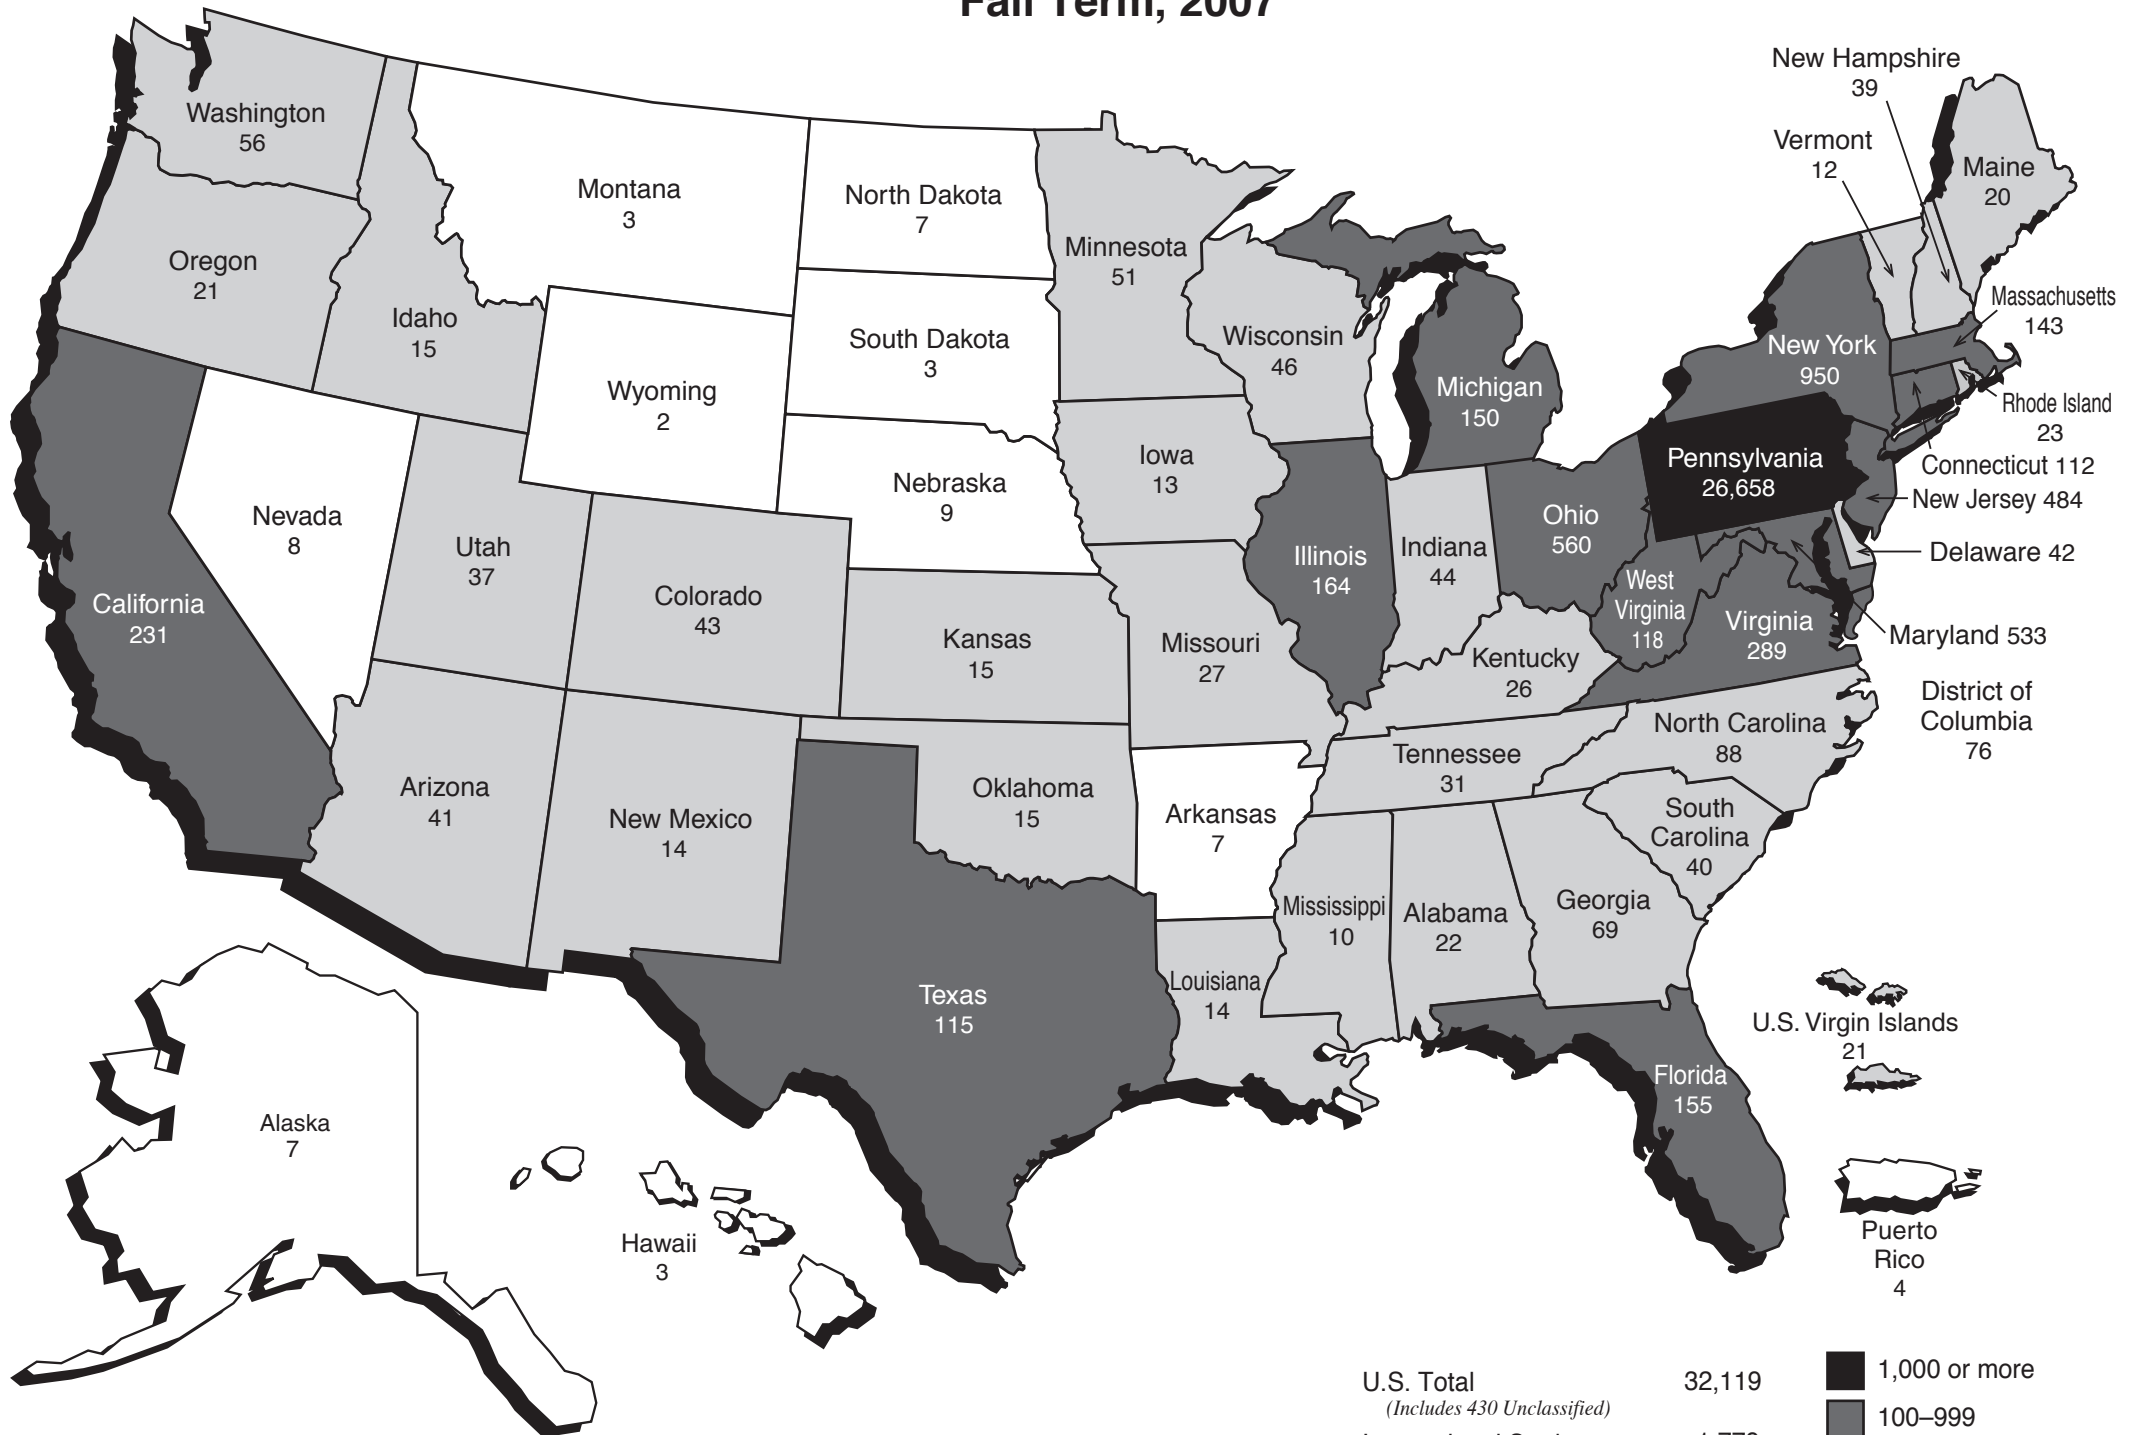 Fall Term, 2007
New Hampshire
39
Vermont
12
Maine
20
Washington
56
Montana
3
North Dakota
7
Minnesota
51
Oregon
21
Idaho
15
Massachusetts
143
Wyoming
2
South Dakota
3
Wisconsin
46
Michigan
150
New York
950
Rhode Island
23
Connecticut 112
Pennsylvania
26,658
New Jersey 484
Nevada
8
Nebraska
9
Iowa
13
Utah
37
Colorado
43
Illinois
164
Indiana
44
Ohio
560
Delaware 42
California
231
Kansas
15
Missouri
27
West
Virginia
118
Virginia
289
Maryland 533
Kentucky
26
District of
Columbia
76
North Carolina
88
Tennessee
31
Arizona
41
New Mexico
14
Oklahoma
15
Arkansas
7
South
Carolina
40
Mississippi
10
Alabama
22
Georgia
69
Texas
115
Louisiana
14
U.S. Virgin Islands
21
Florida
155
Alaska
7
Hawaii
3
Puerto
Rico
4
U.S. Total 32,119
(Includes 430 Unclassified)
1,000 or more
100–999